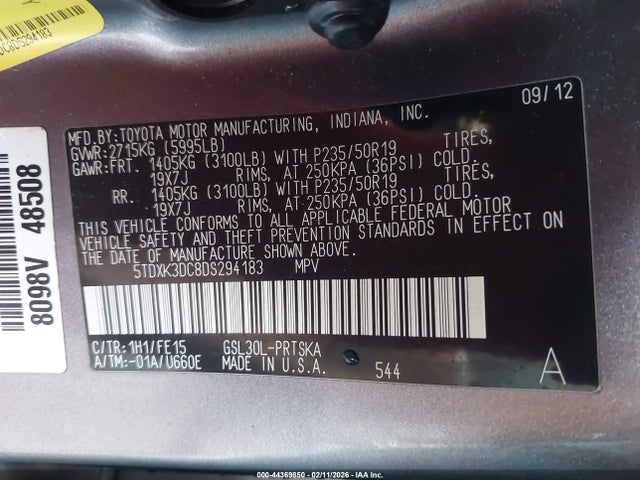 DC8DS294183
8098V 48508
MFD.BY:TOYOTA MOTOR MANUFACTURING, INDIANA, INC. 09/12
GVWR:2715KG (5995LB)
GAWR:FRT. 1405KG (3100LB) WITH P235/50R19 TIRES,
19X7J RIMS, AT 250KPA (36PSI) COLD.
RR. 1405KG (3100LB) WITH P235/50R19 TIRES,
19X7J RIMS, AT 250KPA (36PSI) COLD.
THIS VEHICLE CONFORMS TO ALL APPLICABLE FEDERAL MOTOR
VEHICLE SAFETY AND THEFT PREVENTION STANDARDS IN EFFECT ON
THE DATE OF MANUFACTURE SHOWN ABOVE.
5TDXK3DC8DS294183 MPV
C/TR:1H1/FE15 GSL30L-PRTSKA
A/TM:-01A/U660E MADE IN U.S.A. 544 A
000-44369850 - 02/11/2026 - IAA Inc.